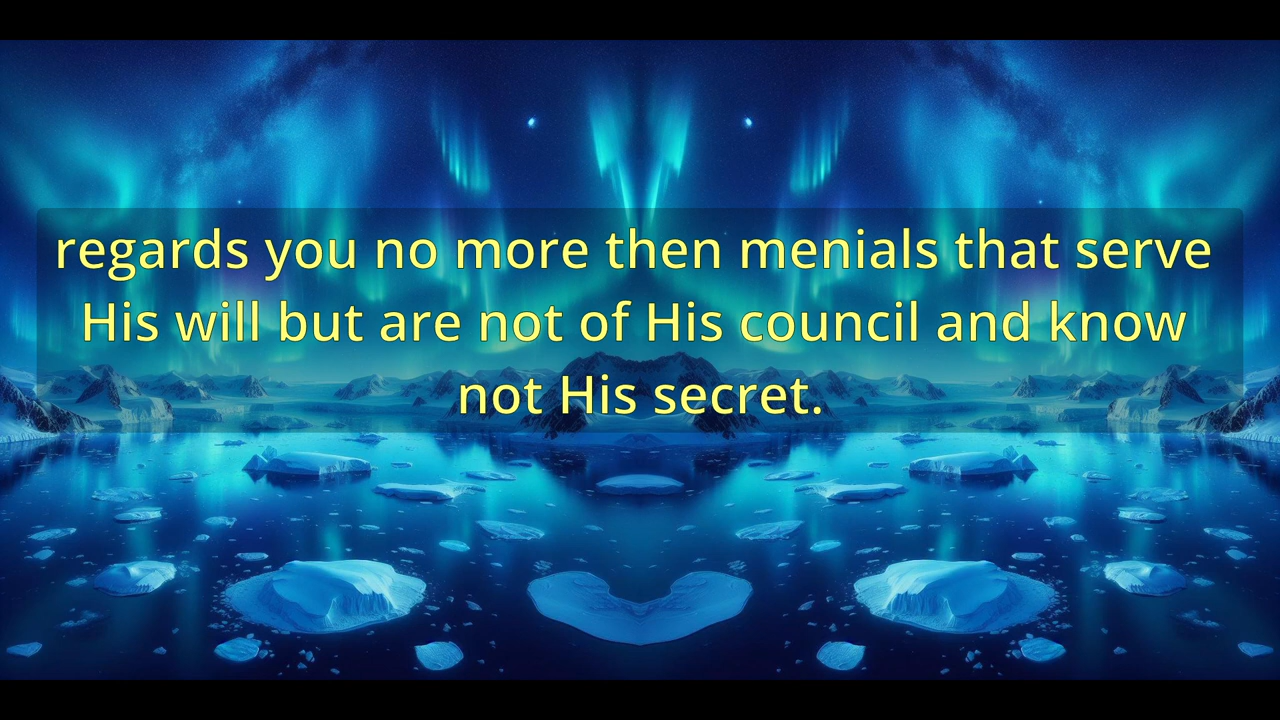 regards you no more then menials that serve
His will but are not of His council and know
not His secret.